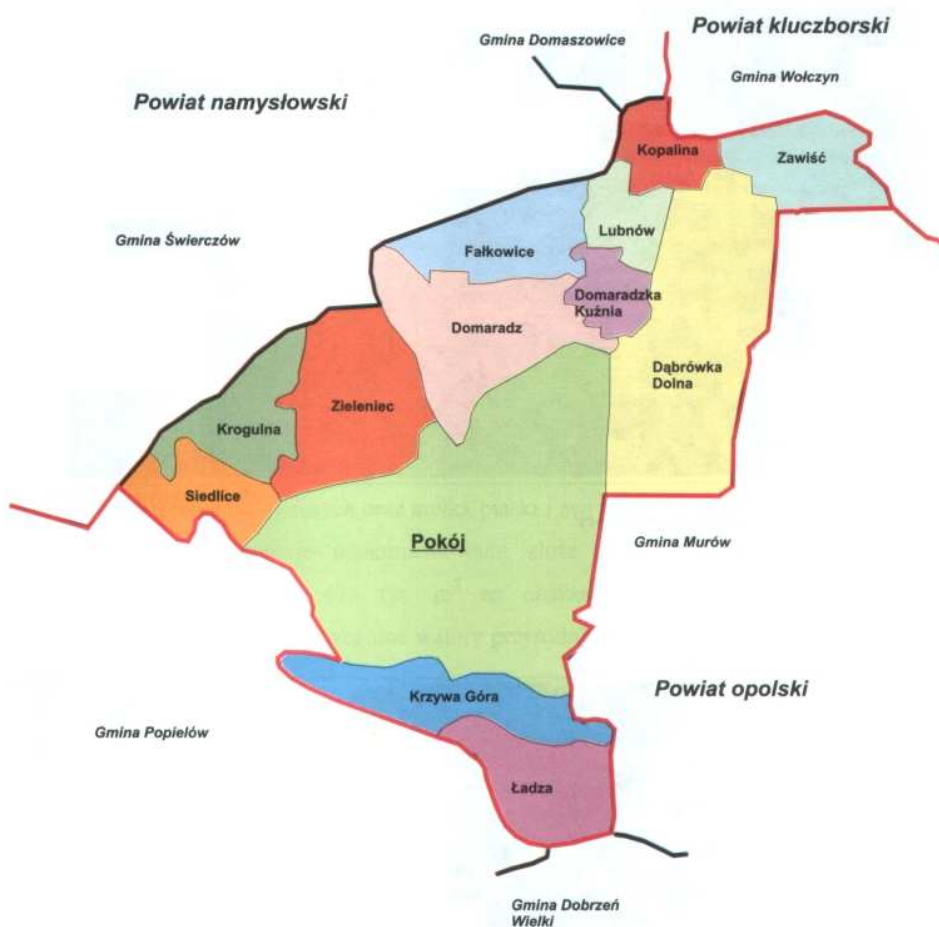 Powiat kluczborski
Gmina Domaszowice
Gmina Wołczyn
Powiat namysłowski
Kopalina
Zawiść
Lubnów
Gmina Świerczów
Fałkowice
Domaradzka
Kuźnia
Domaradz
Dąbrówka
Dolna
Zieleniec
Krogulna
Siedlice
Pokój
Gmina Murów
Krzywa Góra
Powiat opolski
Gmina Popielów
Ładza
Gmina Dobrzeń
Wielki